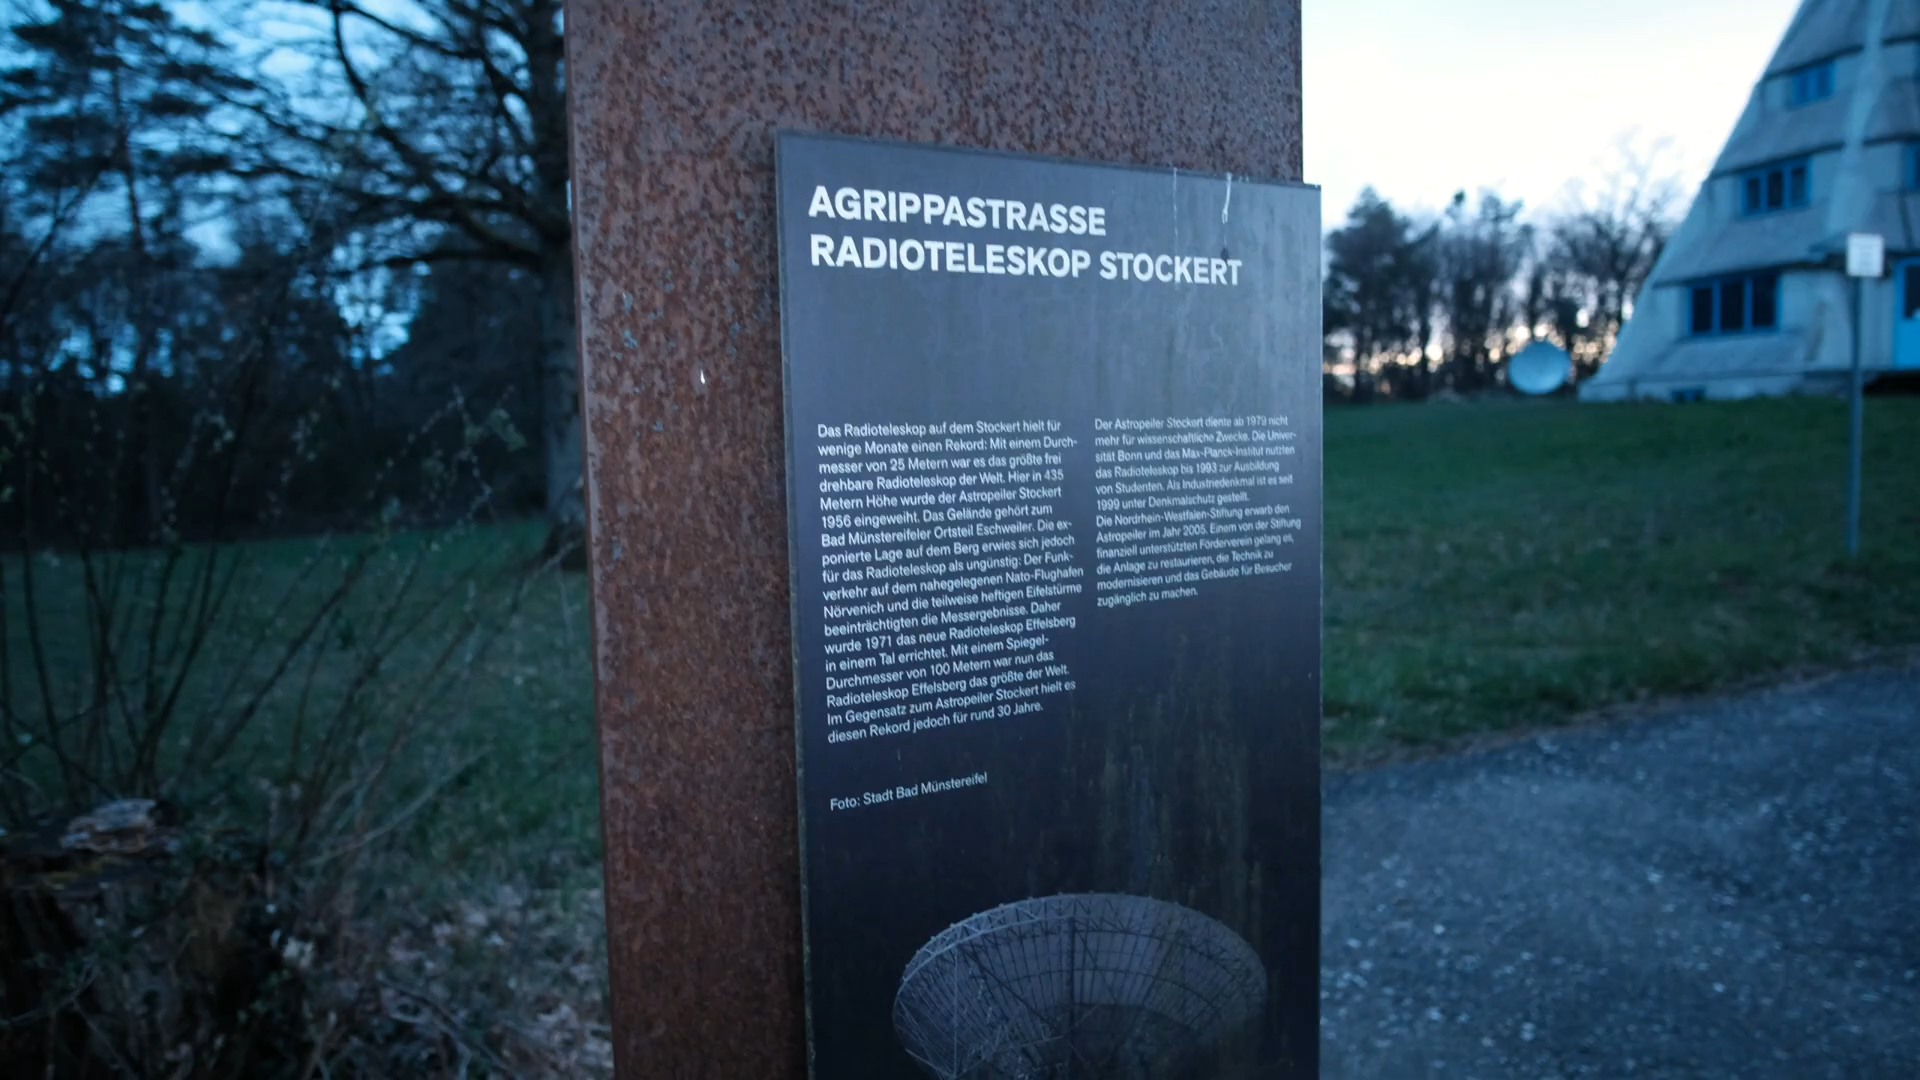 AGRIPPASTRASSE
RADIOTELESKOP STOCKERT
Das Radioteleskop auf dem Stockert hielt für
wenige Monate einen Rekord: Mit einem Durch-
messer von 25 Metern war es das größte frei
drehbare Radioteleskop der Welt. Hier in 435
Metern Höhe wurde der Astropeiler Stockert
1956 eingeweiht. Das Gelände gehört zum
Bad Münstereifeler Ortsteil Eschweiler. Die ex-
ponierte Lage auf dem Berg erwies sich jedoch
für das Radioteleskop als ungünstig: Der Funk-
verkehr auf dem nahegelegenen Nato-Flughafen
Nörvenich und die teilweise heftigen Eifelstürme
beeinträchtigten die Messergebnisse. Daher
wurde 1971 das neue Radioteleskop Effelsberg
in einem Tal errichtet. Mit einem Spiegel-
Durchmesser von 100 Metern war nun das
Radioteleskop Effelsberg das größte der Welt.
Im Gegensatz zum Astropeiler Stockert hielt es
diesen Rekord jedoch für rund 30 Jahre.
Der Astropeiler Stockert diente ab 1979 nicht
mehr für wissenschaftliche Zwecke. Die Univer-
sität Bonn und das Max-Planck-Institut nutzten
das Radioteleskop bis 1993 zur Ausbildung
von Studenten. Als Industriedenkmal ist es seit
1999 unter Denkmalschutz gestellt.
Die Nordrhein-Westfalen-Stiftung erwarb den
Astropeiler im Jahr 2005. Einem von der Stiftung
finanziell unterstützten Förderverein gelang es,
die Anlage zu restaurieren, die Technik zu
modernisieren und das Gebäude für Besucher
zugänglich zu machen.
Foto: Stadt Bad Münstereifel